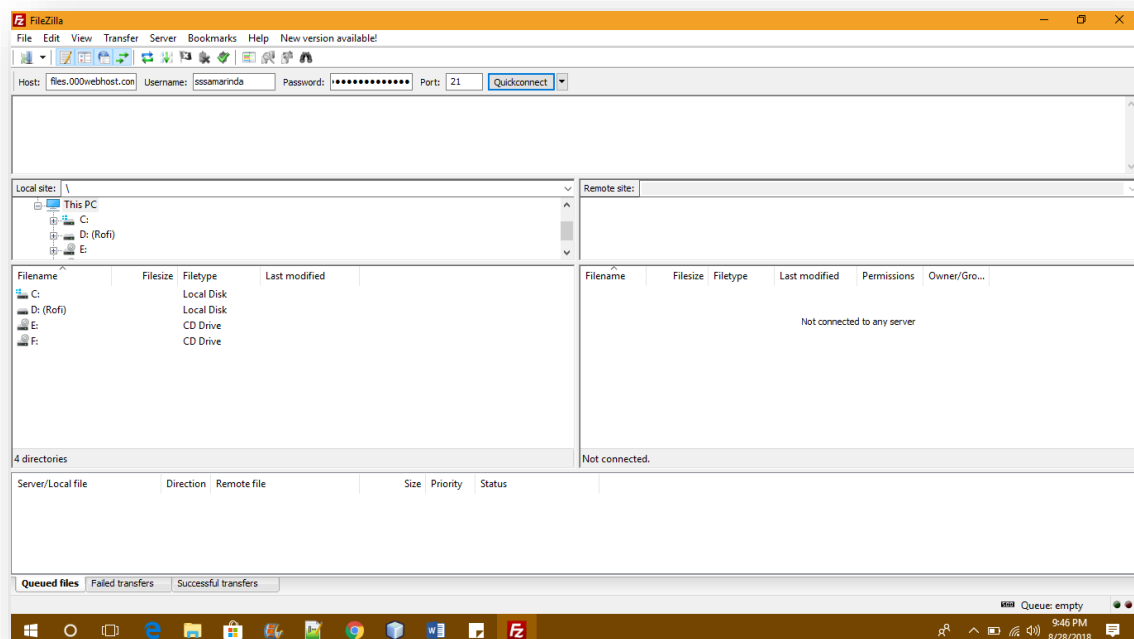 FileZilla
File Edit View Transfer Server Bookmarks Help New version available!
Host: files.000webhost.com Username: sssamarinda Password: ••••••••••••• Port: 21 Quickconnect
Local site: \
Remote site:
This PC
C:
D: (Rofi)
E:
Filename Filesize Filetype Last modified
C: Local Disk
D: (Rofi) Local Disk
E: CD Drive
F: CD Drive
4 directories
Filename Filesize Filetype Last modified Permissions Owner/Gro...
Not connected to any server
Not connected.
Server/Local file Direction Remote file Size Priority Status
Queued files Failed transfers Successful transfers
Queue: empty
9:46 PM
8/28/2018